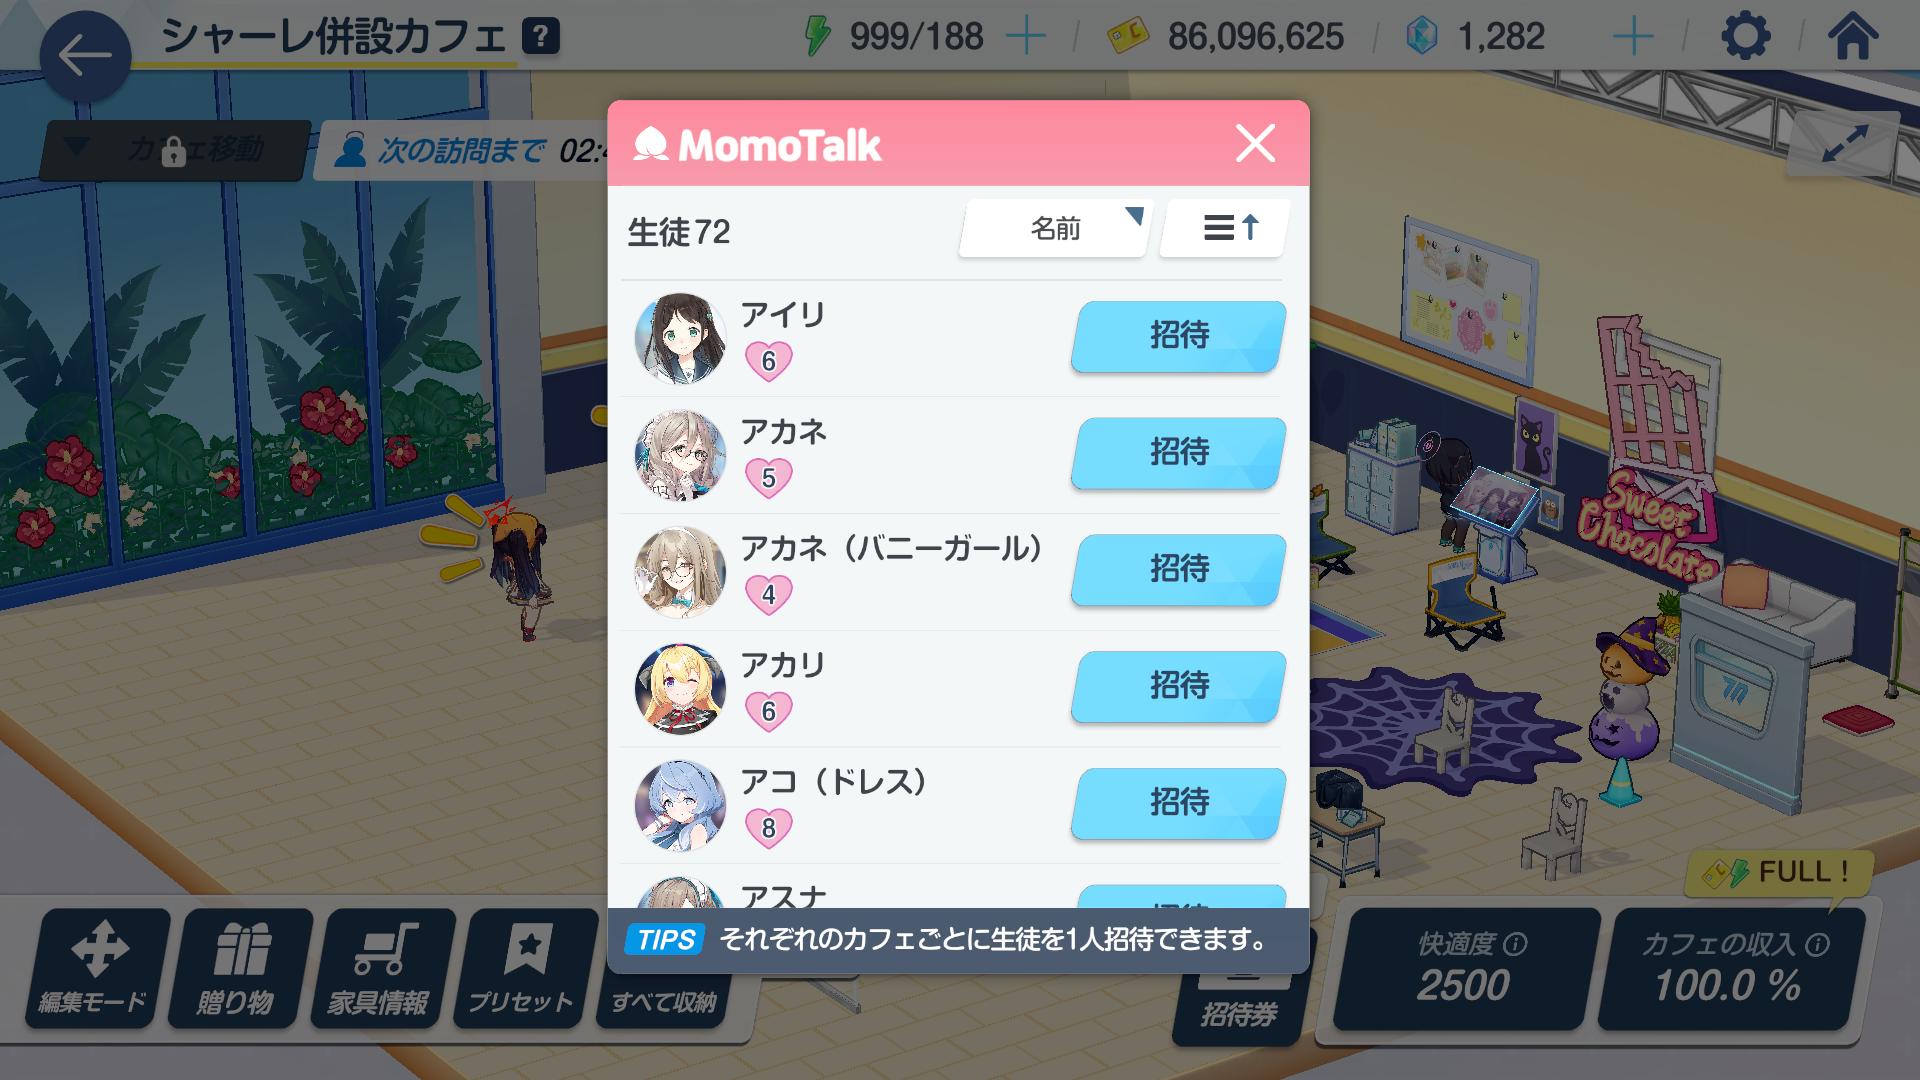 シャーレ併設カフェ ?
999/188
86,096,625
1,282
カフェ移動
次の訪問まで 02:4
MomoTalk
生徒72
名前
アイリ
6
招待
アカネ
5
招待
アカネ（バニーガール）
4
招待
アカリ
6
招待
アコ（ドレス）
8
招待
アスナ
招待
TIPS それぞれのカフェごとに生徒を1人招待できます。
Sweet
Chocolate
FULL！
編集モード
贈り物
家具情報
プリセット
すべて収納
招待券
快適度
2500
カフェの収入
100.0 %